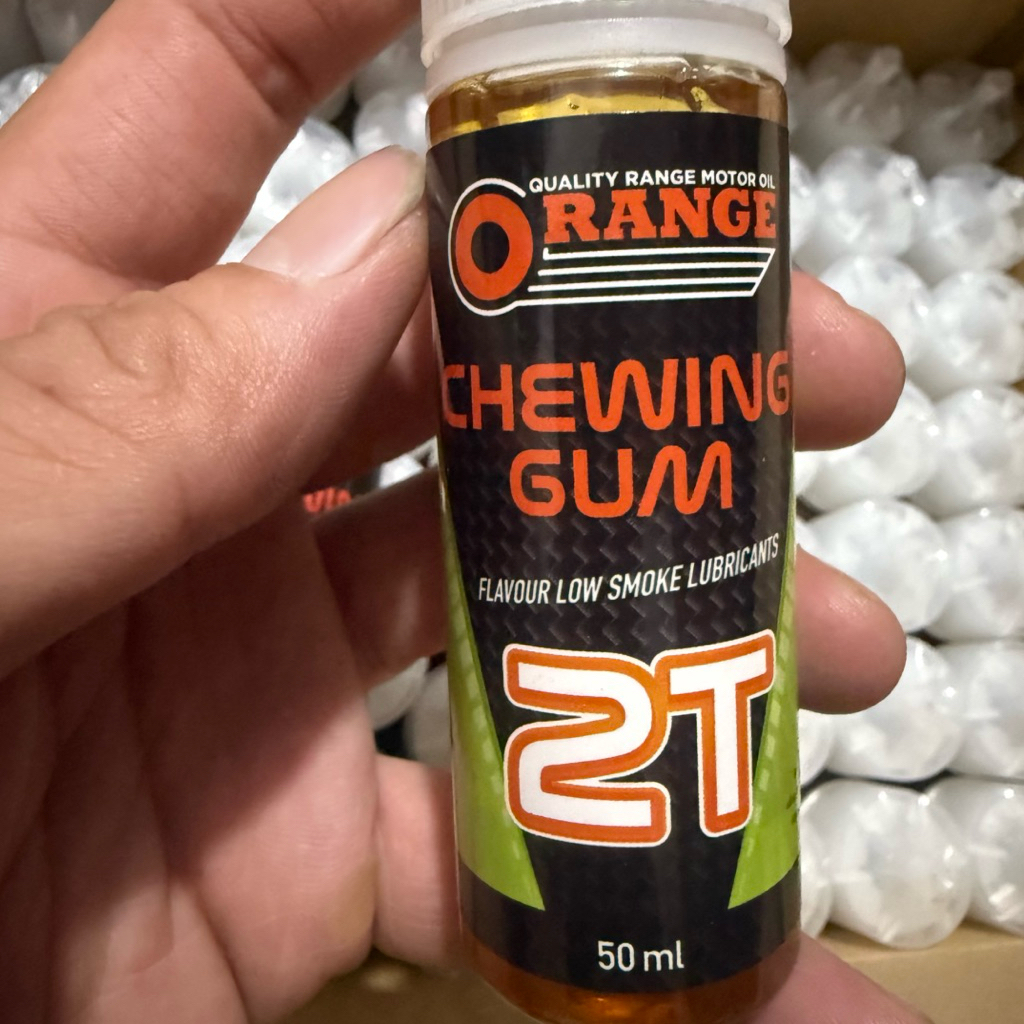 QUALITY RANGE MOTOR OIL
ORANGE
CHEWING
GUM
FLAVOUR LOW SMOKE LUBRICANTS
2T
50 ml